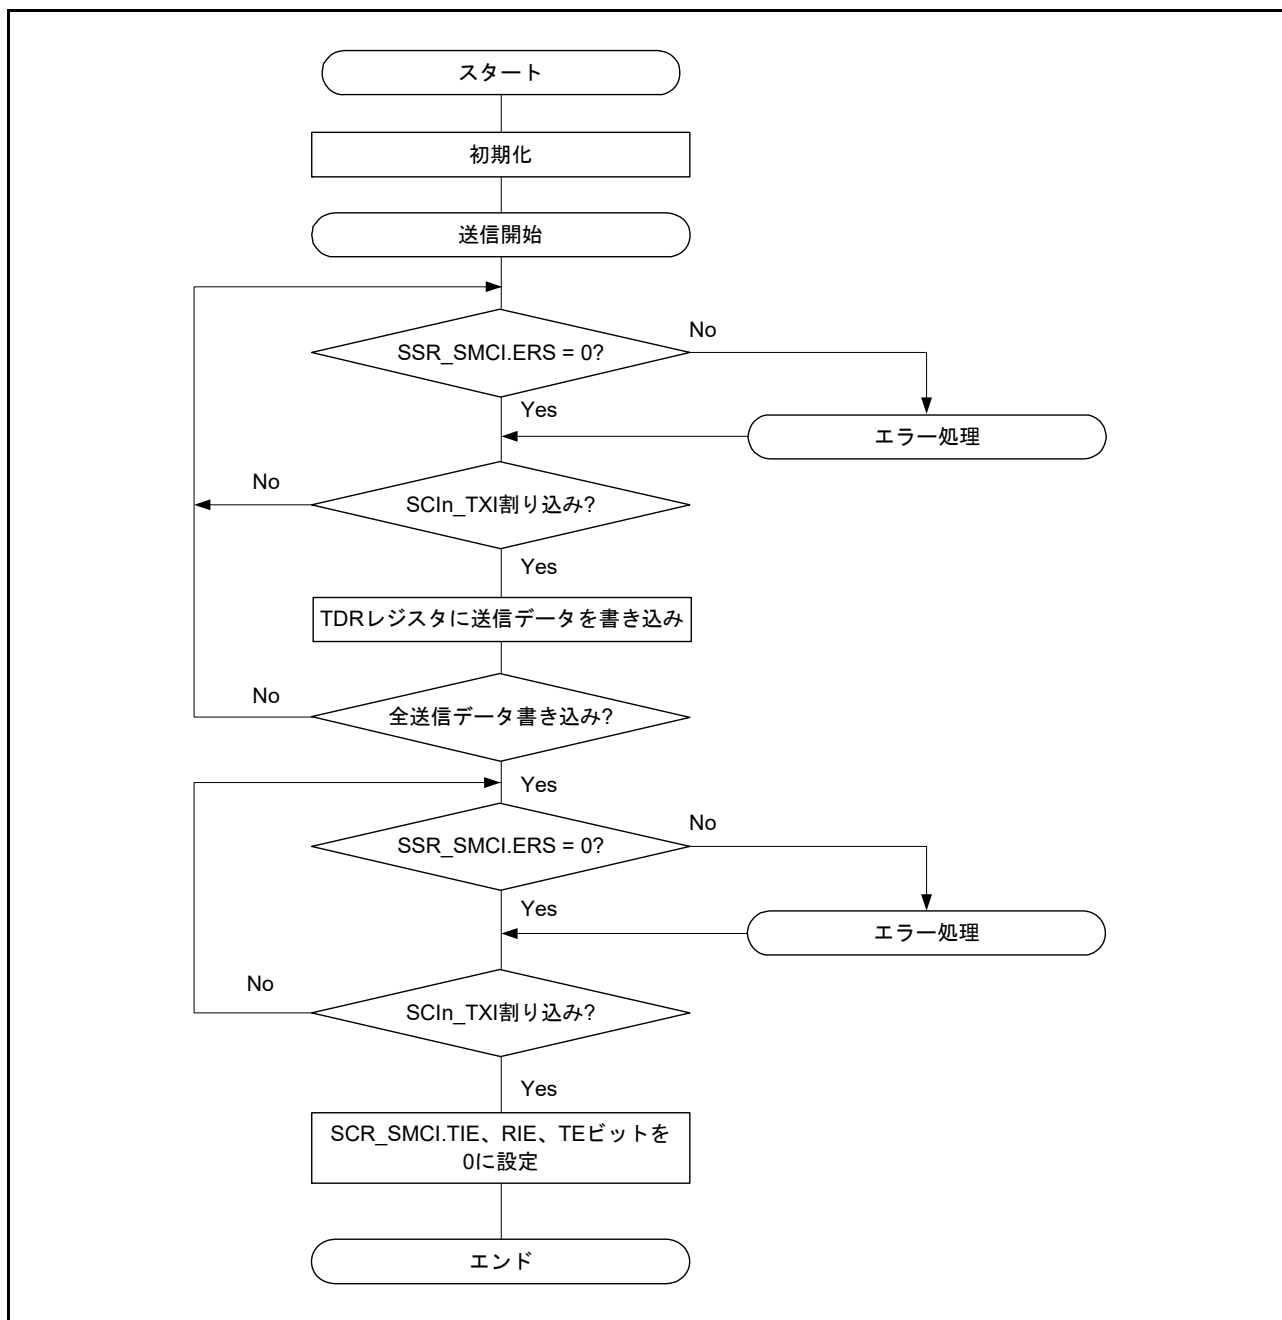 スタート
初期化
送信開始
SSR_SMCI.ERS = 0?
No
Yes
エラー処理
No
SCIn_TXI割り込み?
Yes
TDRレジスタに送信データを書き込み
No
全送信データ書き込み?
Yes
SSR_SMCI.ERS = 0?
No
Yes
エラー処理
No
SCIn_TXI割り込み?
Yes
SCR_SMCI.TIE、RIE、TEビットを
0に設定
エンド